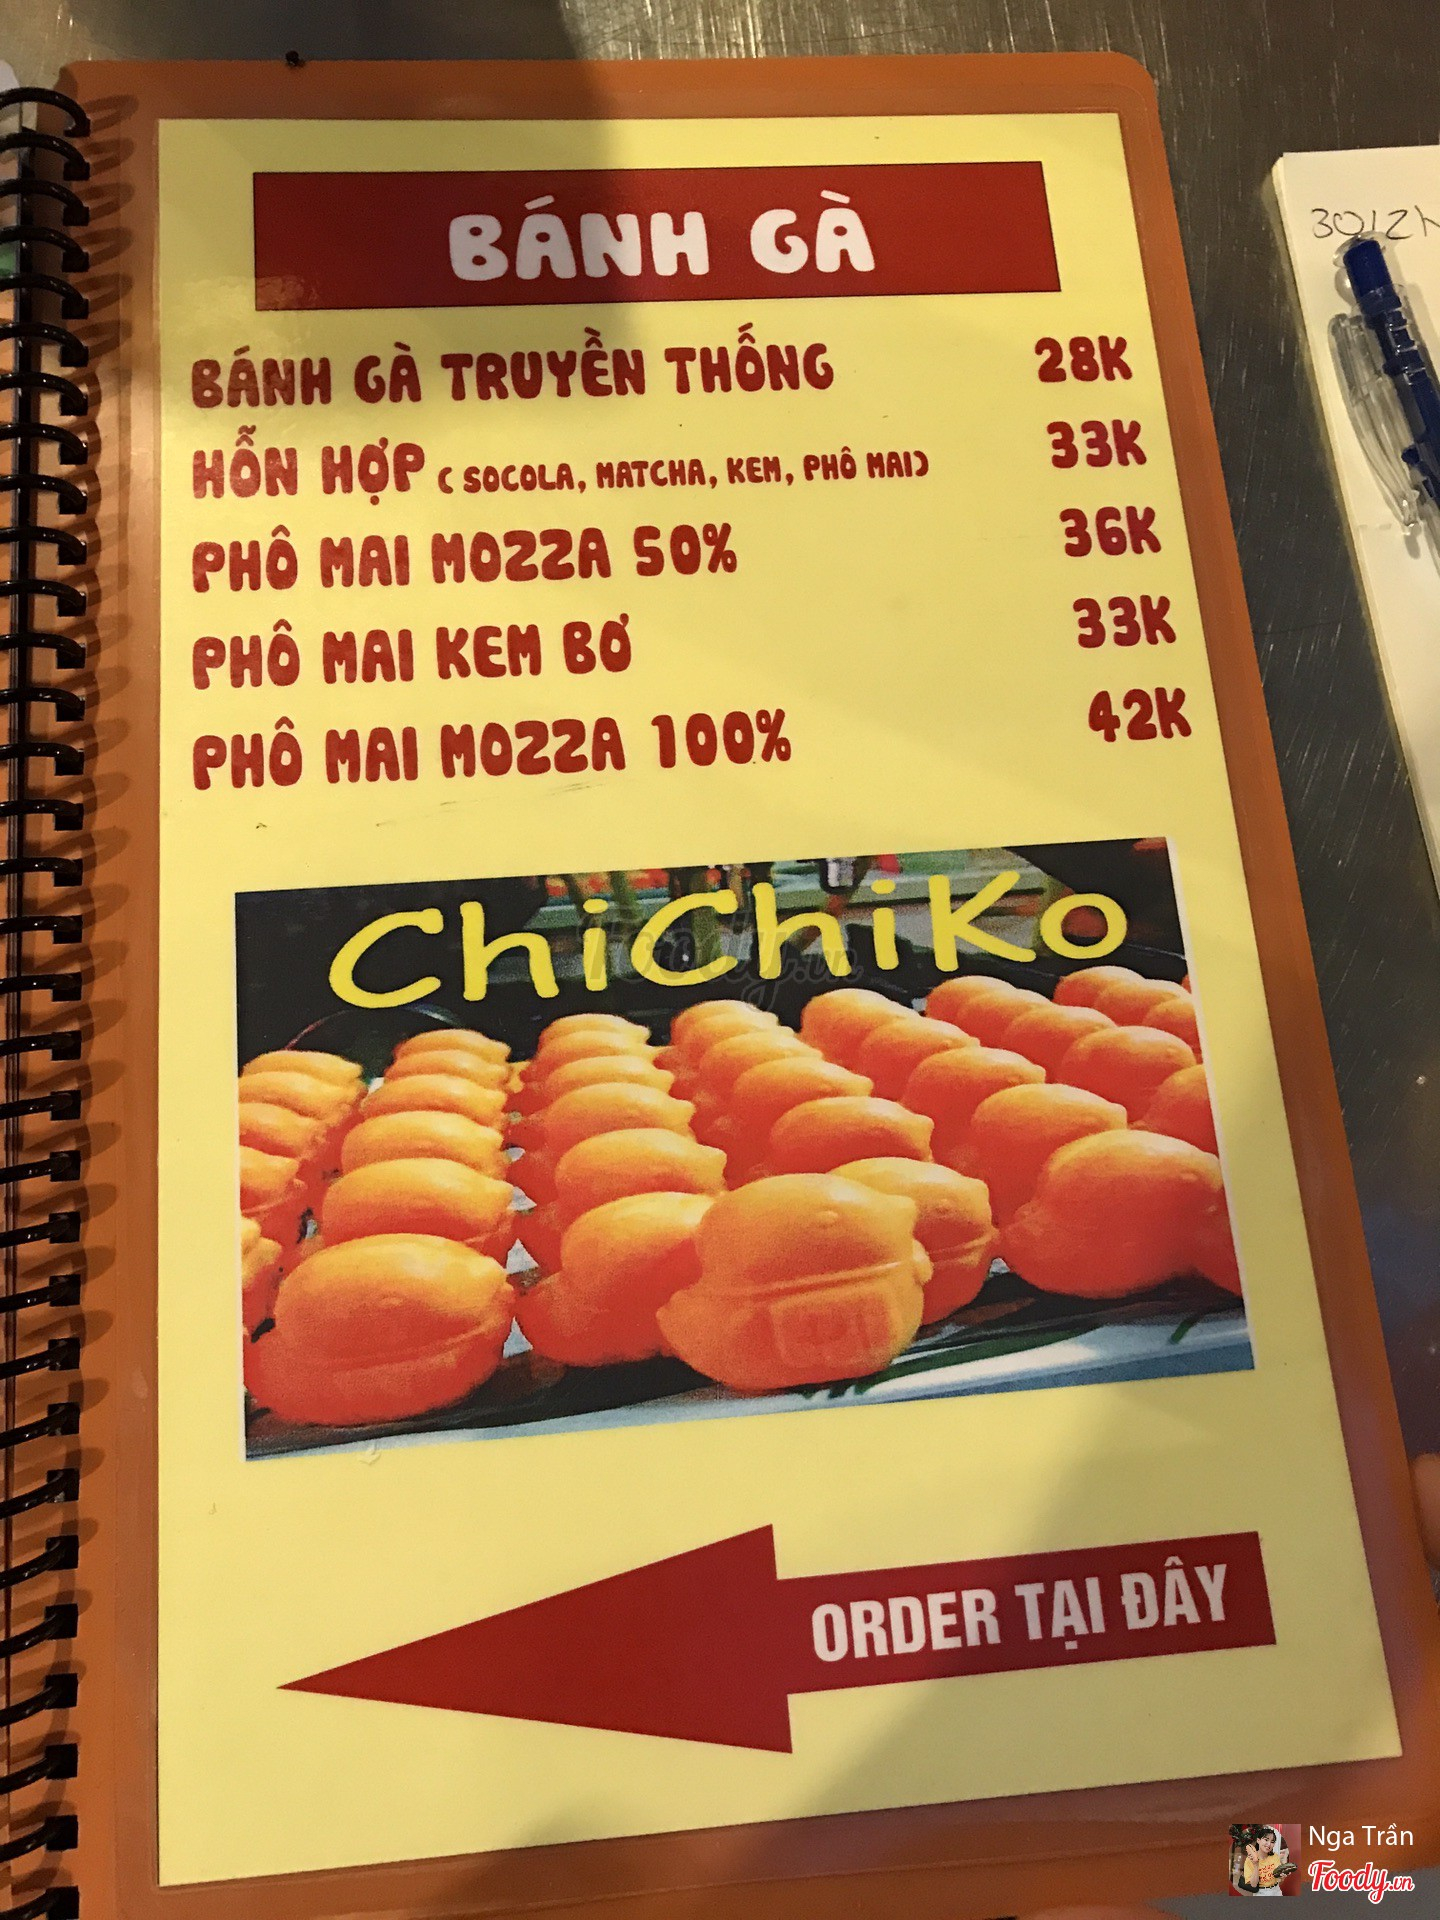 BÁNH GÀ
BÁNH GÀ TRUYỀN THỐNG 28K
HỖN HỢP ( SOCOLA, MATCHA, KEM, PHÔ MAI) 33K
PHÔ MAI MOZZA 50% 36K
PHÔ MAI KEM BƠ 33K
PHÔ MAI MOZZA 100% 42K
ChiChiKo
Foody.vn
ORDER TẠI ĐÂY
Nga Trần
Foody.vn